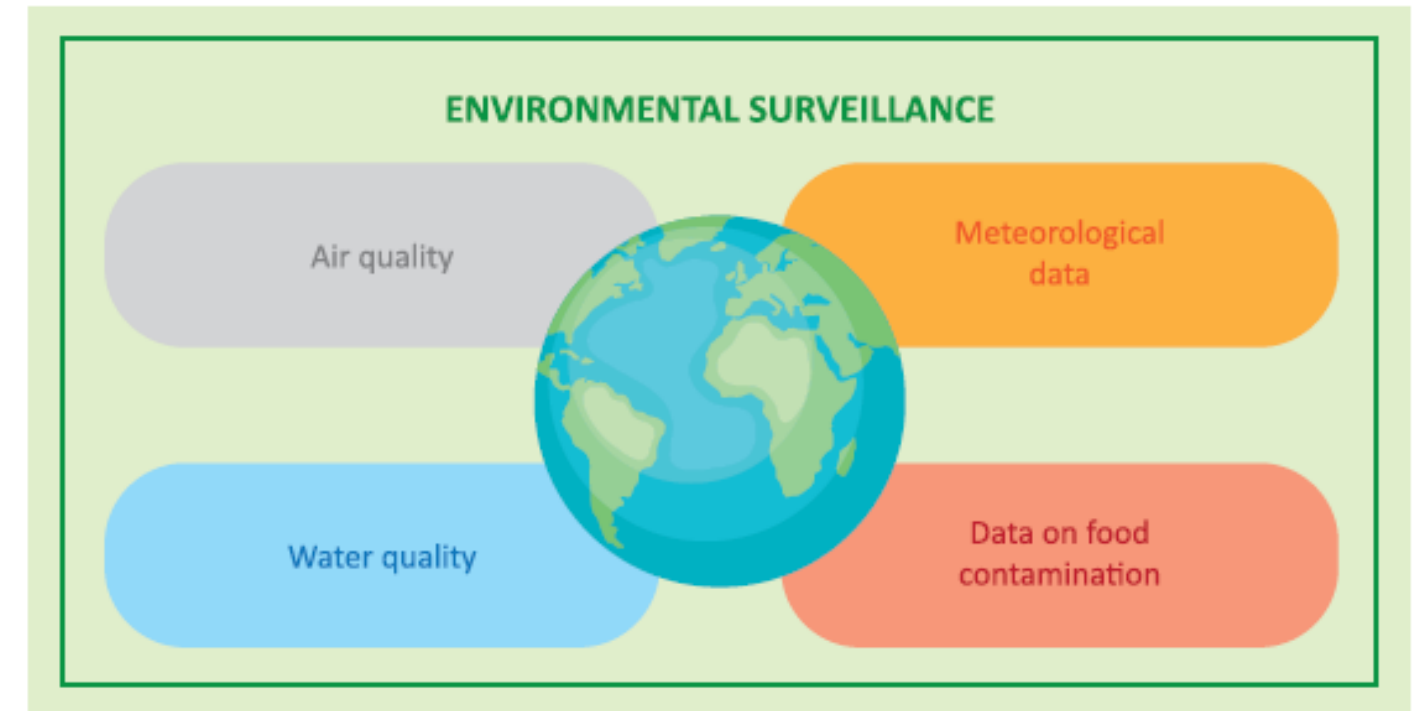 ENVIRONMENTAL SURVEILLANCE
Air quality
Meteorological
data
Water quality
Data on food
contamination